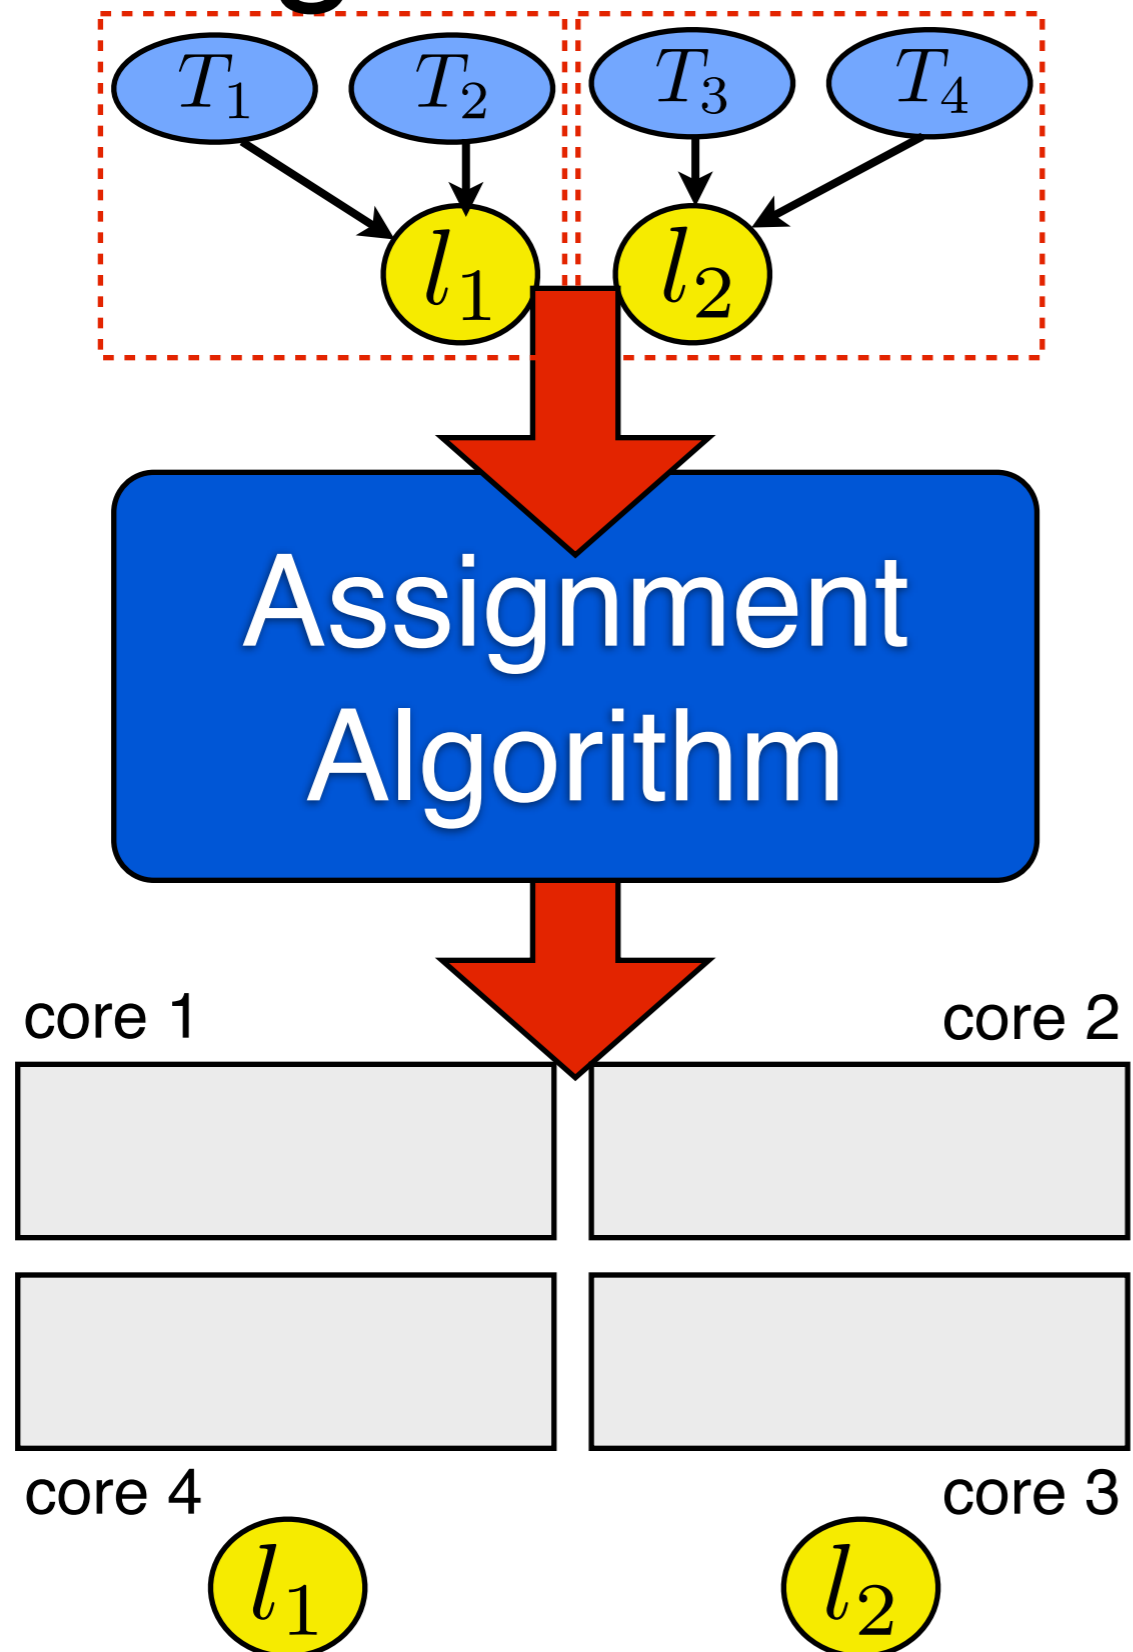 T1 T2 T3 T4
l1 l2
Assignment
Algorithm
core 1 core 2
core 4 core 3
l1 l2